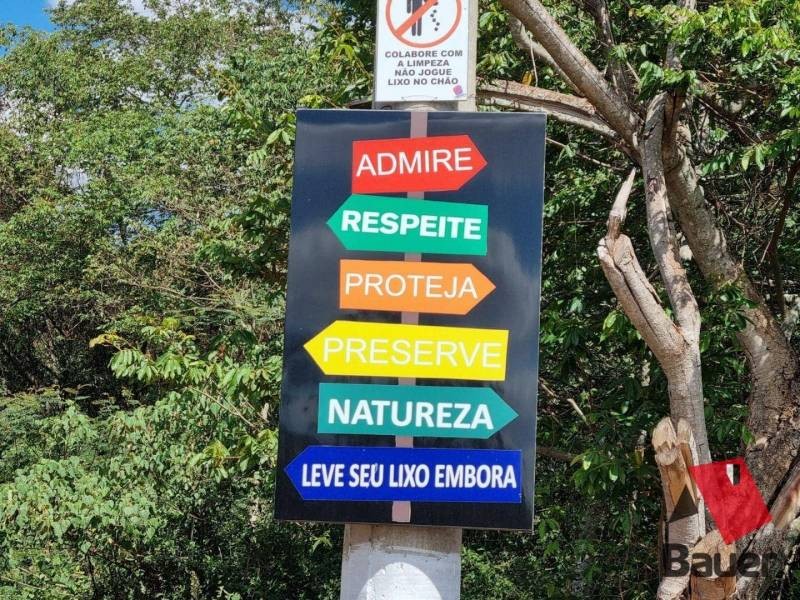 COLABORE COM
A LIMPEZA
NÃO JOGUE
LIXO NO CHÃO
ADMIRE
RESPEITE
PROTEJA
PRESERVE
NATUREZA
LEVE SEU LIXO EMBORA
Bauer